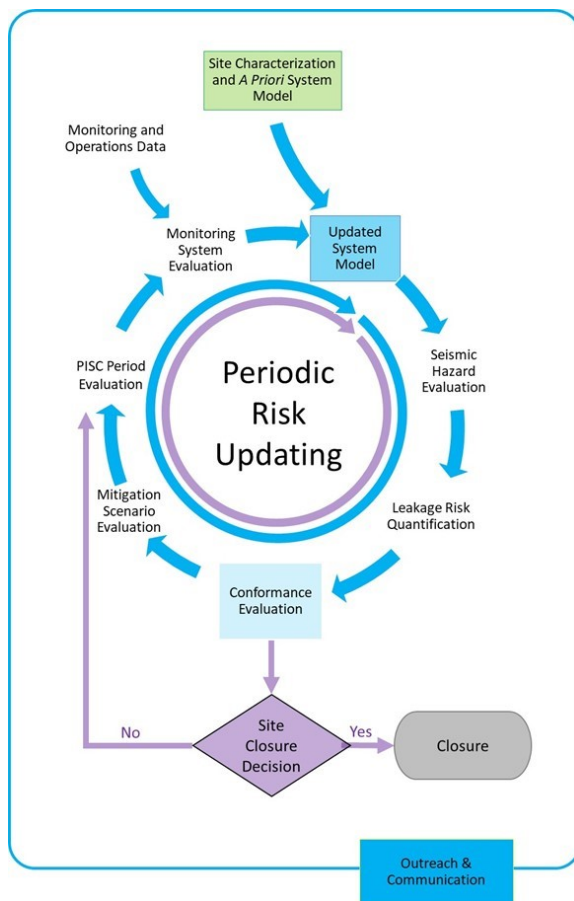 Site Characterization
and A Priori System
Model
Monitoring and
Operations Data
Monitoring
System
Evaluation
Updated
System
Model
PISC Period
Evaluation
Periodic
Risk
Updating
Seismic
Hazard
Evaluation
Mitigation
Scenario
Evaluation
Leakage Risk
Quantification
Conformance
Evaluation
No
Site
Closure
Decision
Yes
Closure
Outreach &
Communication